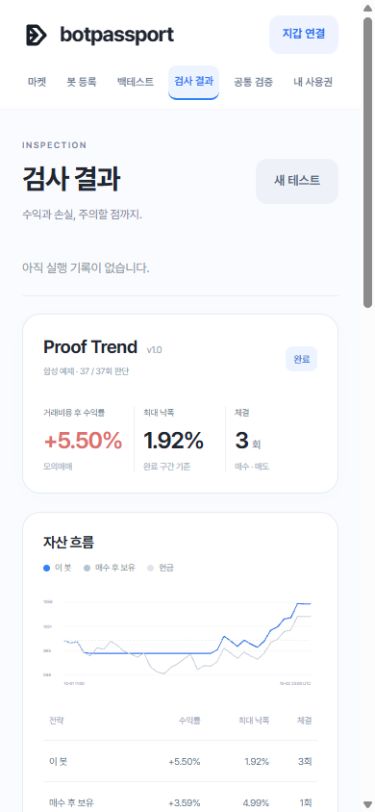 botpassport
지갑 연결
마켓 봇 등록 백테스트 검사 결과 공통 검증 내 사용권
INSPECTION
검사 결과
새 테스트
수익과 손실, 주의할 점까지.
아직 실행 기록이 없습니다.
Proof Trend v1.0
완료
합성 예제 · 37 / 37회 판단
거래비용 후 수익률 최대 낙폭 체결
+5.50% 1.92% 3 회
모의매매 완료 구간 기준 매수 · 매도
자산 흐름
이 봇 매수 후 보유 현금
전략 수익률 최대 낙폭 체결
이 봇 +5.50% 1.92% 3회
매수 후 보유 +3.59% 4.99% 1회